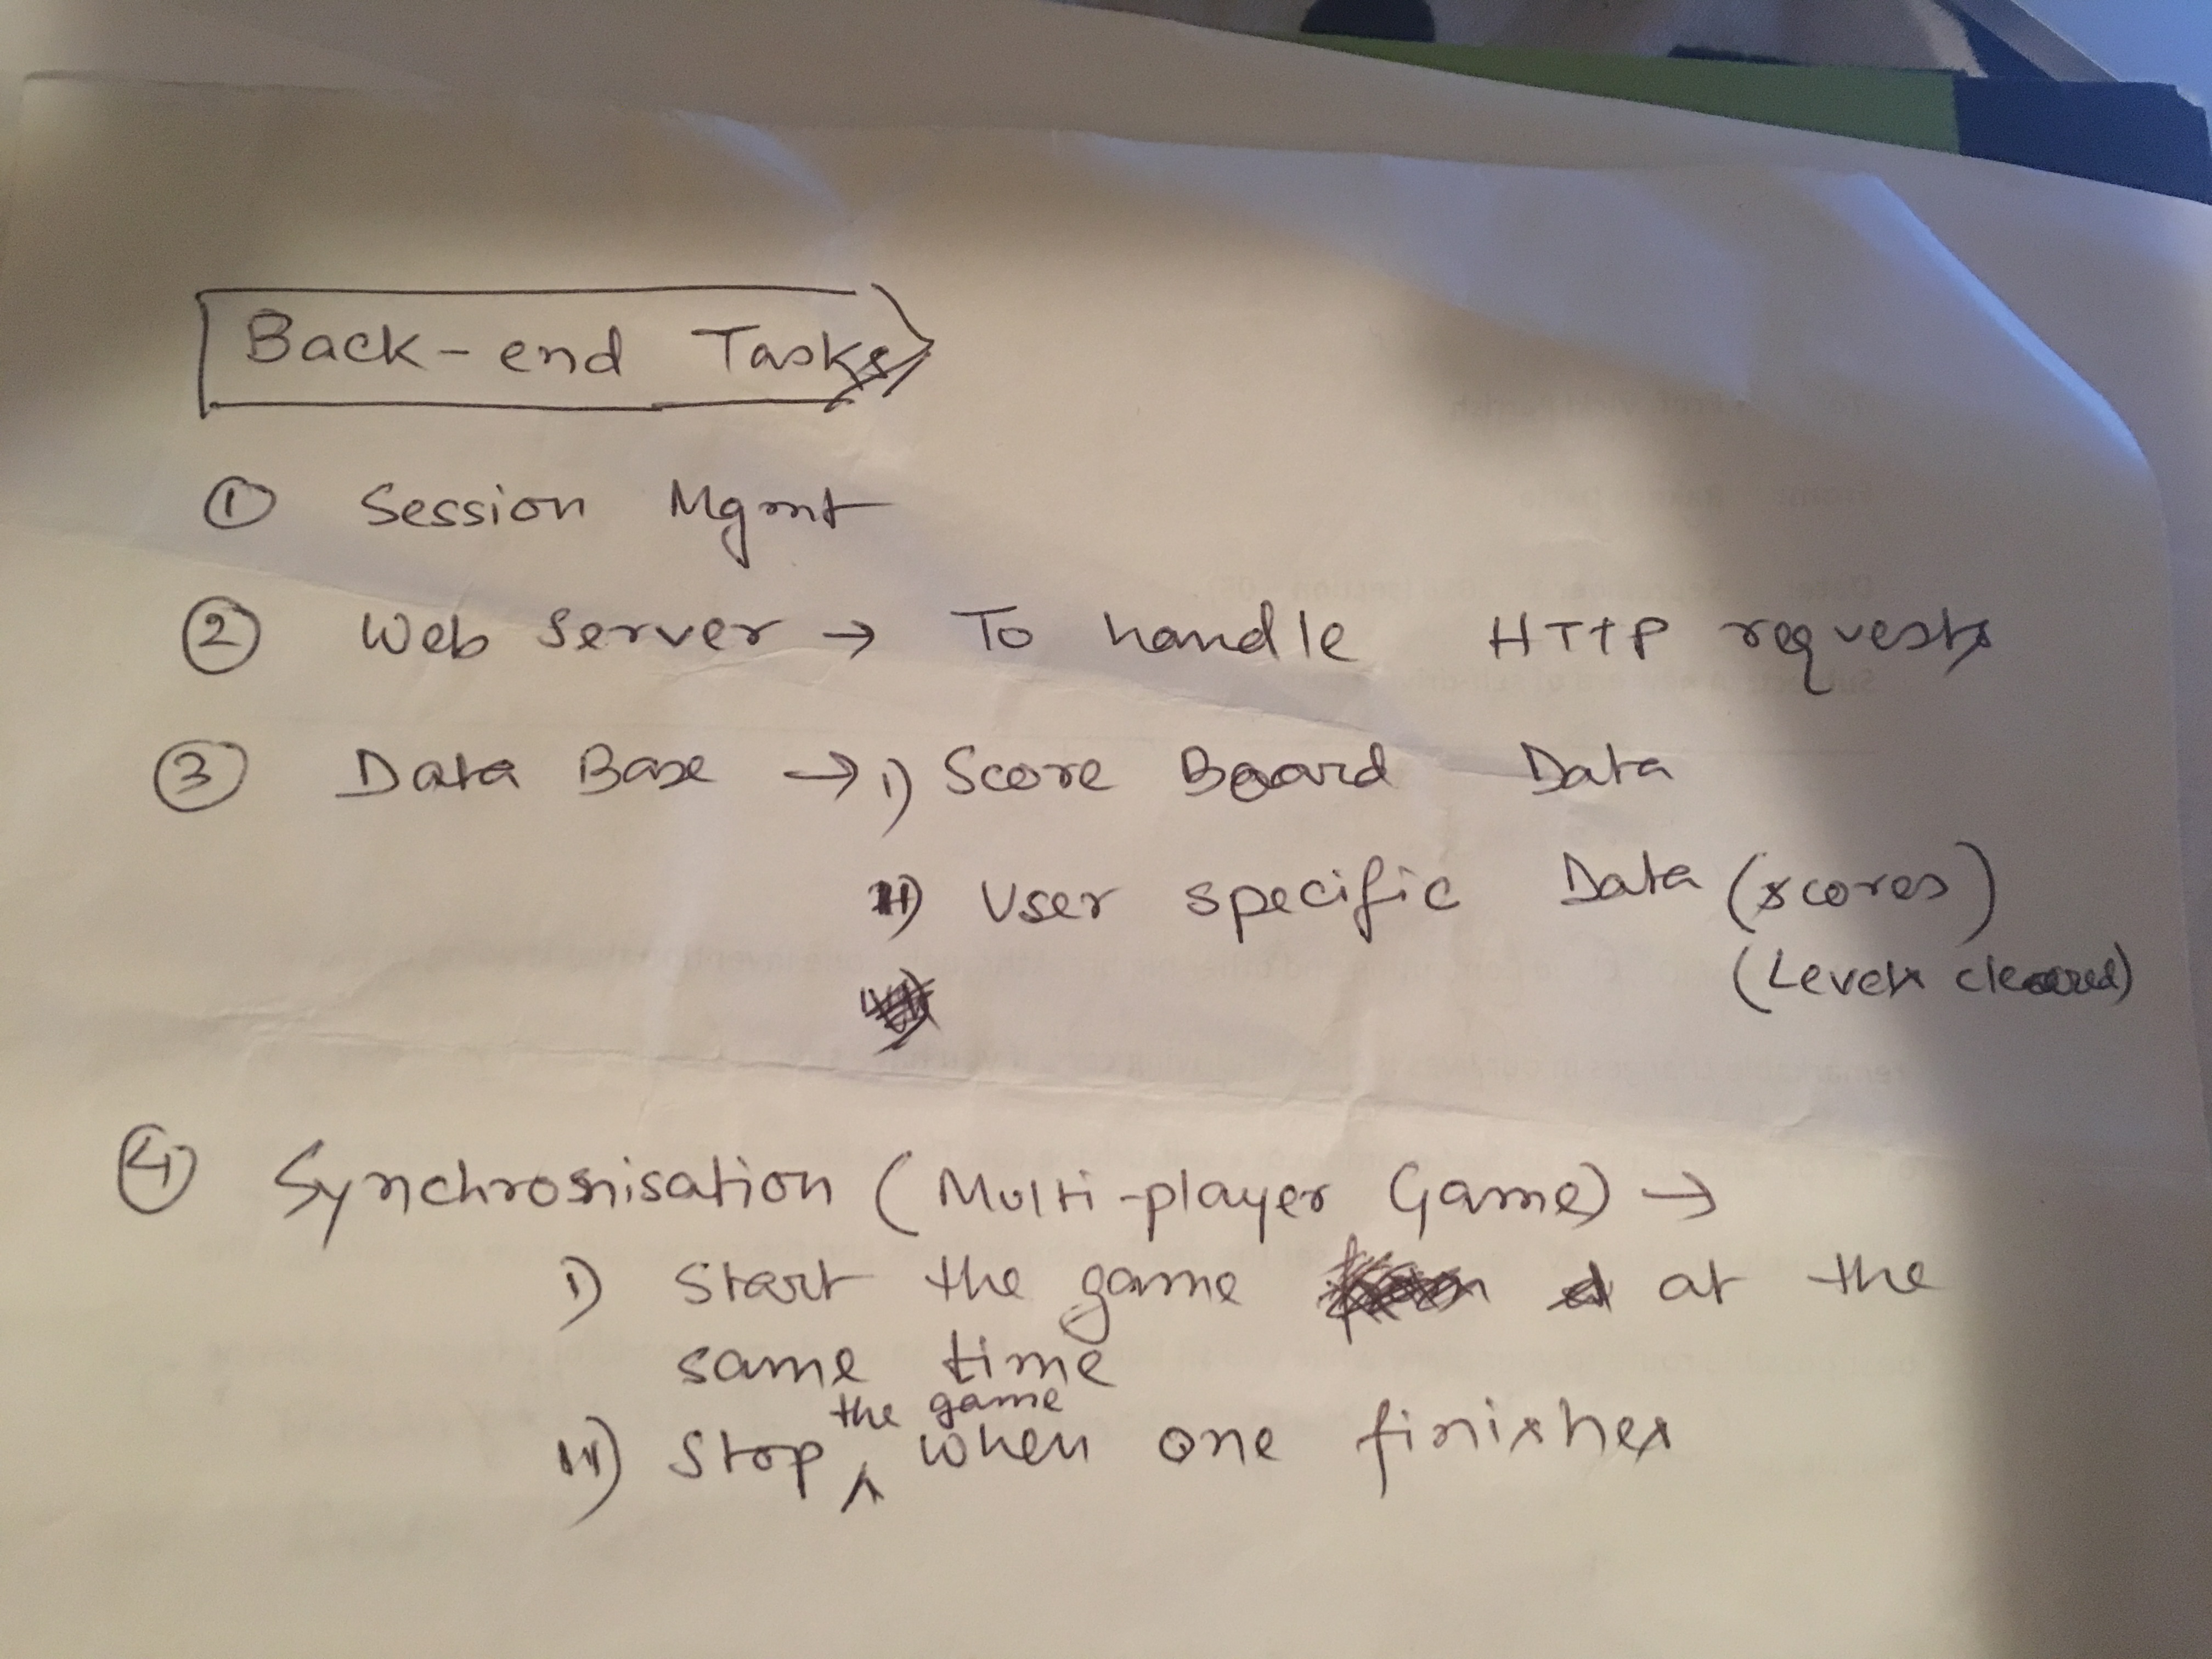 Back-end Tasks
① Session Mgmt
② Web Server → To handle HTTP requests
③ Data Base → i) Score Board Data
ii) User specific Data (scores)
(Levels cleared)
④ Synchronisation (Multi-player Game) →
i) Start the game at the
same time
ii) Stop the game when one finishes